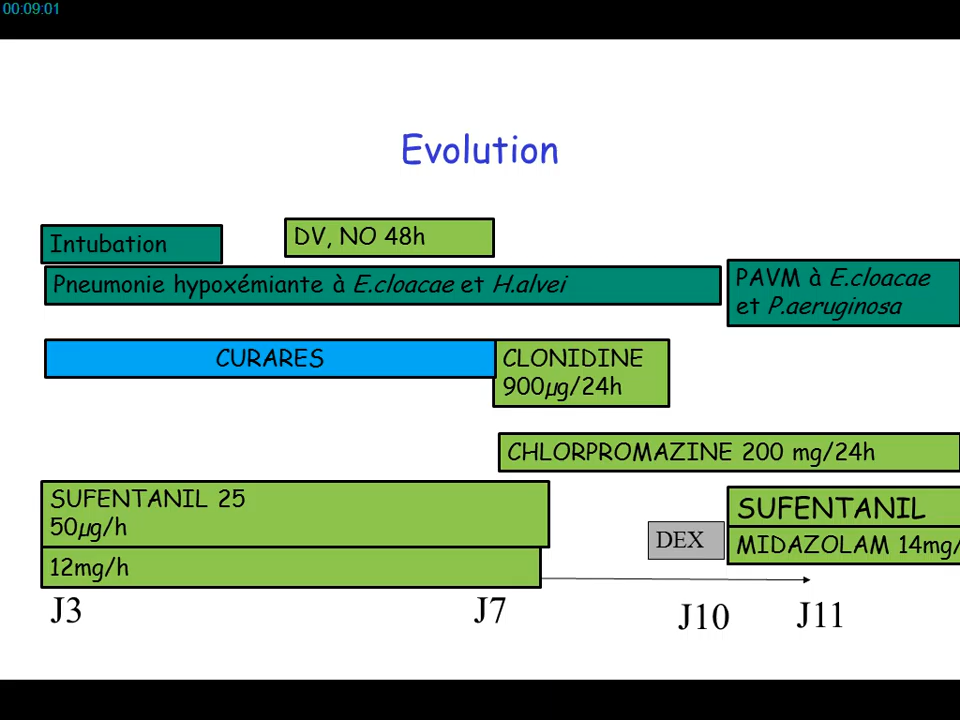 00:09:01
Evolution
Intubation
DV, NO 48h
Pneumonie hypoxémiante à E.cloacae et H.alvei
PAVM à E.cloacae
et P.aeruginosa
CURARES
CLONIDINE
900µg/24h
CHLORPROMAZINE 200 mg/24h
SUFENTANIL 25
50µg/h
12mg/h
DEX
SUFENTANIL
MIDAZOLAM 14mg/
J3
J7
J10
J11